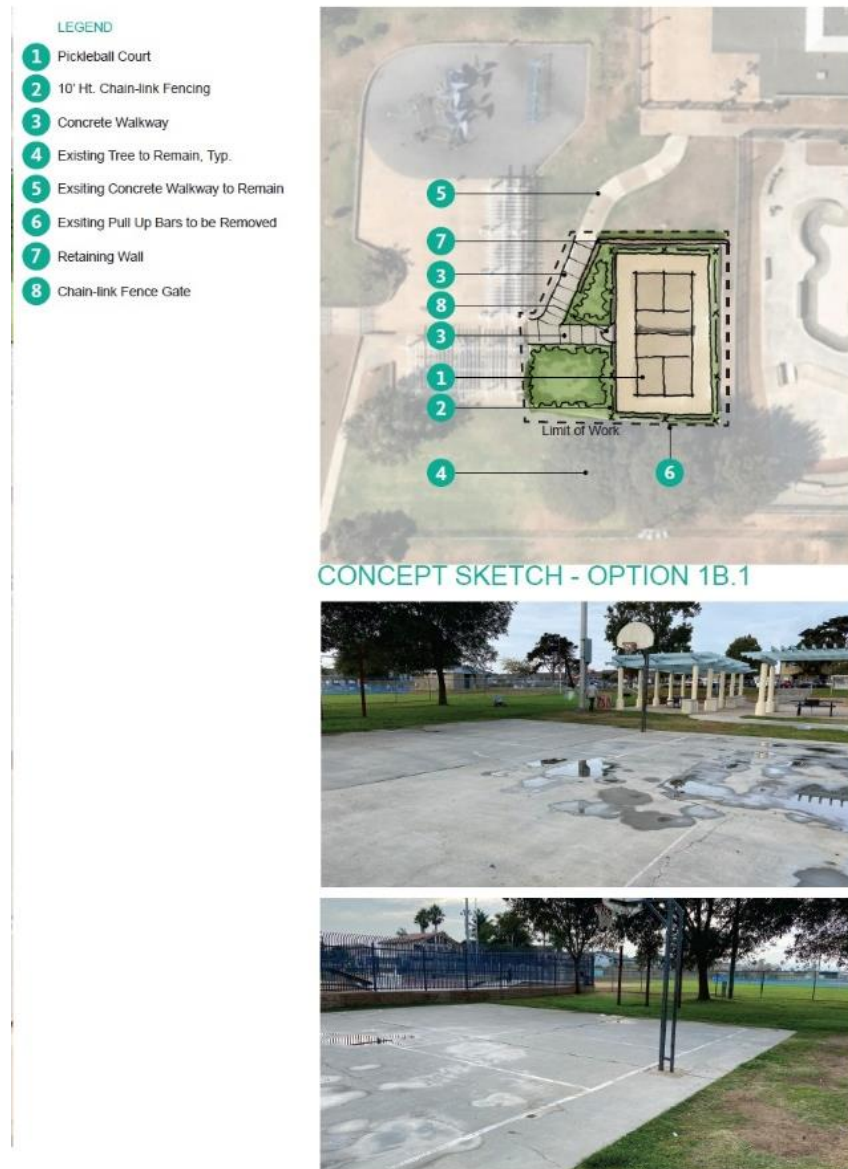 LEGEND
1 Pickleball Court
2 10' Ht. Chain-link Fencing
3 Concrete Walkway
4 Existing Tree to Remain, Typ.
5 Exsiting Concrete Walkway to Remain
6 Exsiting Pull Up Bars to be Removed
7 Retaining Wall
8 Chain-link Fence Gate
5
7
3
8
3
1
2
Limit of Work
4
6
CONCEPT SKETCH - OPTION 1B.1